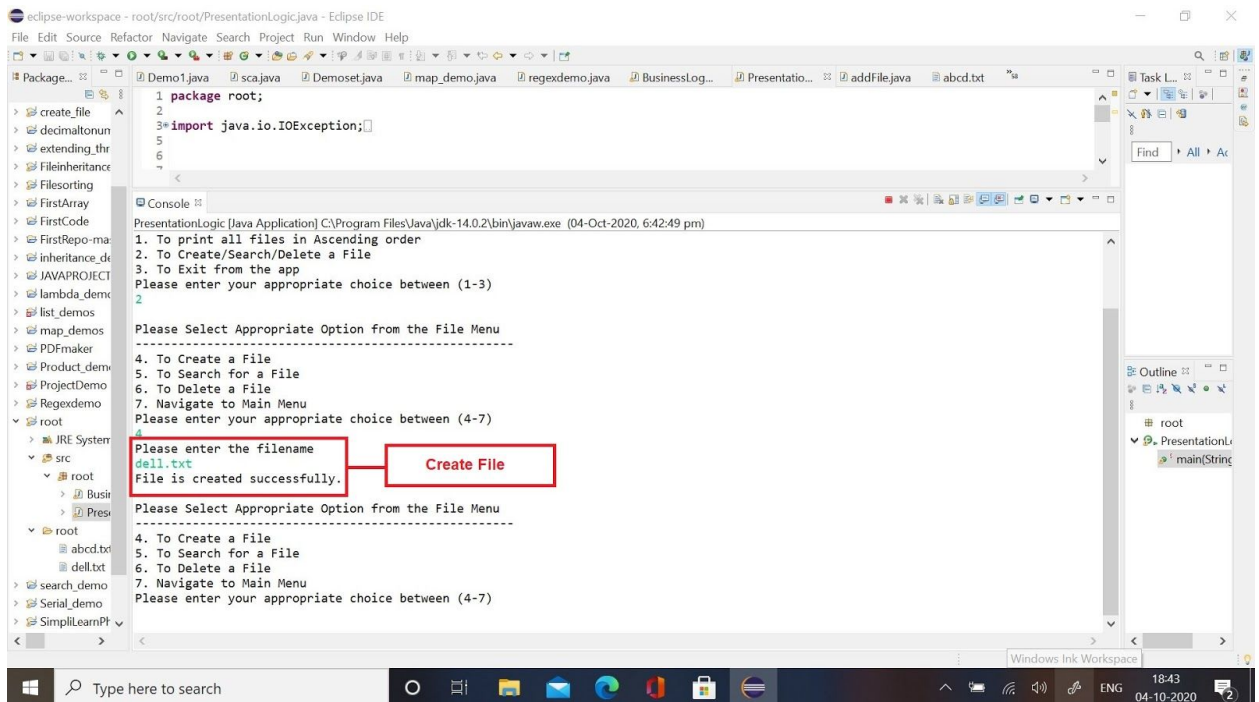 eclipse-workspace - root/src/root/PresentationLogic.java - Eclipse IDE
File Edit Source Refactor Navigate Search Project Run Window Help
Package...
Demo1.java sca.java Demoset.java map_demo.java regexdemo.java BusinessLog... Presentatio... addFile.java abcd.txt
Task L...
1 package root;
2
3 import java.io.IOException;
5
6
7
Find All Ac
create_file
decimaltonum
extending_thr
Fileinheritance
Filesorting
FirstArray
FirstCode
FirstRepo-ma
inheritance_de
JAVAPROJECT
lambda_demo
list_demos
map_demos
PDFmaker
Product_dem
ProjectDemo
Regexdemo
root
JRE System
src
root
Busin
Prese
root
abcd.txt
dell.txt
search_demo
Serial_demo
SimpliLearnPh
Console
PresentationLogic [Java Application] C:\Program Files\Java\jdk-14.0.2\bin\javaw.exe (04-Oct-2020, 6:42:49 pm)
1. To print all files in Ascending order
2. To Create/Search/Delete a File
3. To Exit from the app
Please enter your appropriate choice between (1-3)
2
Please Select Appropriate Option from the File Menu
---------------------------------------------------
4. To Create a File
5. To Search for a File
6. To Delete a File
7. Navigate to Main Menu
Please enter your appropriate choice between (4-7)
4
Please enter the filename
dell.txt
File is created successfully.
Create File
Please Select Appropriate Option from the File Menu
---------------------------------------------------
4. To Create a File
5. To Search for a File
6. To Delete a File
7. Navigate to Main Menu
Please enter your appropriate choice between (4-7)
Outline
root
PresentationL
main(String
Windows Ink Workspace
Type here to search
ENG
18:43
04-10-2020
2